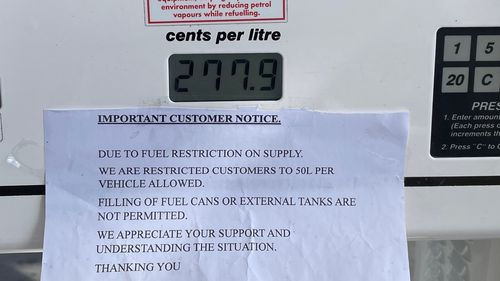 environment by reducing petrol
vapours while refuelling.
cents per litre
277.9
IMPORTANT CUSTOMER NOTICE.
DUE TO FUEL RESTRICTION ON SUPPLY.
WE ARE RESTRICTED CUSTOMERS TO 50L PER
VEHICLE ALLOWED.
FILLING OF FUEL CANS OR EXTERNAL TANKS ARE
NOT PERMITTED.
WE APPRECIATE YOUR SUPPORT AND
UNDERSTANDING THE SITUATION.
THANKING YOU
1 5
20 C
PRES
1. Enter amoun
(Each press o
increments th
2. Press "C" to